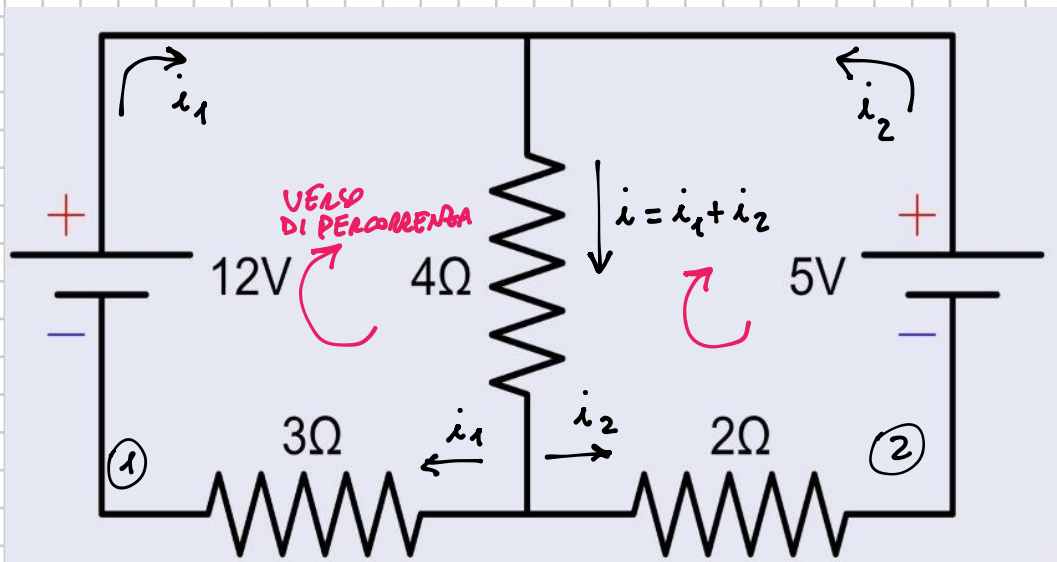 i₁
i₂
VERSO
DI PERCORRENZA
i = i₁ + i₂
+
+
12V
4Ω
5V
−
−
i₁
i₂
3Ω
2Ω
1
2